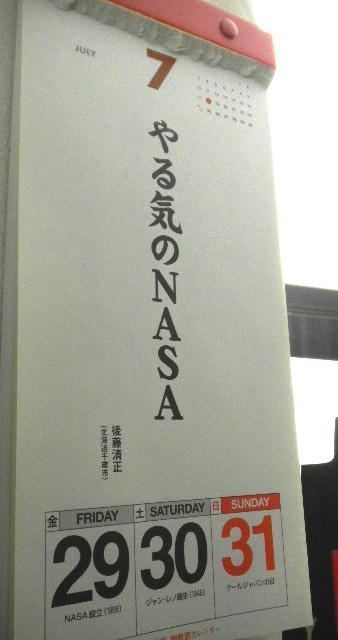 JULY
7
やる気のNASA
後藤清正
(北海道千歳市)
金 FRIDAY
29
NASA設立(1958)
土 SATURDAY
30
ジャン・レノ誕生(1948)
日 SUNDAY
31
クールジャパンの日